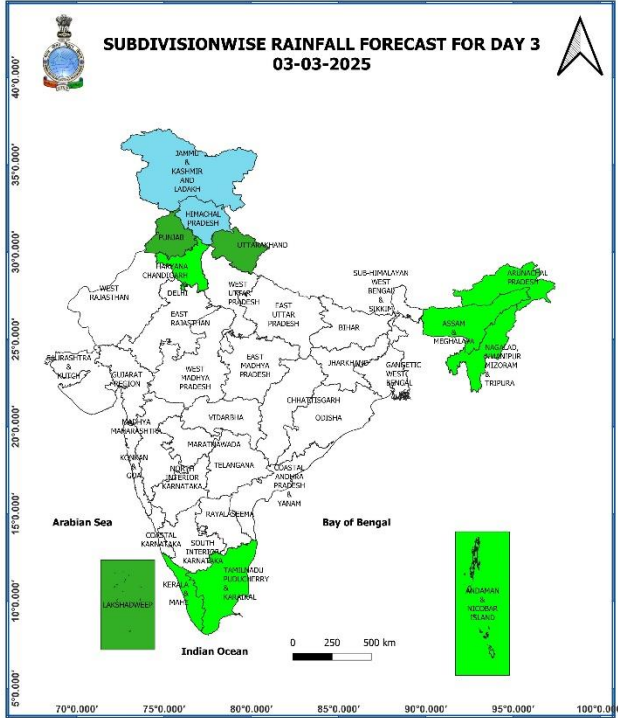 SUBDIVISIONWISE RAINFALL FORECAST FOR DAY 3
03-03-2025
40°0.000'
35°0.000'
30°0.000'
25°0.000'
20°0.000'
15°0.000'
10°0.000'
5°0.000'
JAMMU
&
KASHMIR
AND
LADAKH
HIMACHAL
PRADESH
PUNJAB
UTTARAKHAND
HARYANA
CHANDIGARH
DELHI
WEST
RAJASTHAN
WEST
UTTAR
PRADESH
EAST
RAJASTHAN
EAST
UTTAR
PRADESH
SUB-HIMALAYAN
WEST
BENGAL
&
SIKKIM
ARUNACHAL
PRADESH
ASSAM
&
MEGHALAYA
NAGALAD,
MANIPUR
MIZORAM
&
TRIPURA
BIHAR
SAURASHTRA
&
KUTCH
GUJARAT
REGION
WEST
MADHYA
PRADESH
EAST
MADHYA
PRADESH
JHARKHAND
GANGETIC
WEST
BENGAL
CHHATTISGARH
ODISHA
VIDARBHA
MADHYA
MAHARASHTRA
MARATHWADA
KONKAN
&
GOA
NORTH
INTERIOR
KARNATAKA
TELANGANA
COASTAL
ANDHRA
PRADESH
&
YANAM
RAYALASEEMA
Arabian Sea
Bay of Bengal
COASTAL
KARNATAKA
SOUTH
INTERIOR
KARNATAKA
KERALA
&
MAHE
TAMILNADU
PUDUCHERRY
&
KARAIKAL
LAKSHADWEEP
ANDAMAN
&
NICOBAR
ISLAND
Indian Ocean
0 250 500 km
70°0.000' 75°0.000' 80°0.000' 85°0.000' 90°0.000' 95°0.000' 100°0.000'